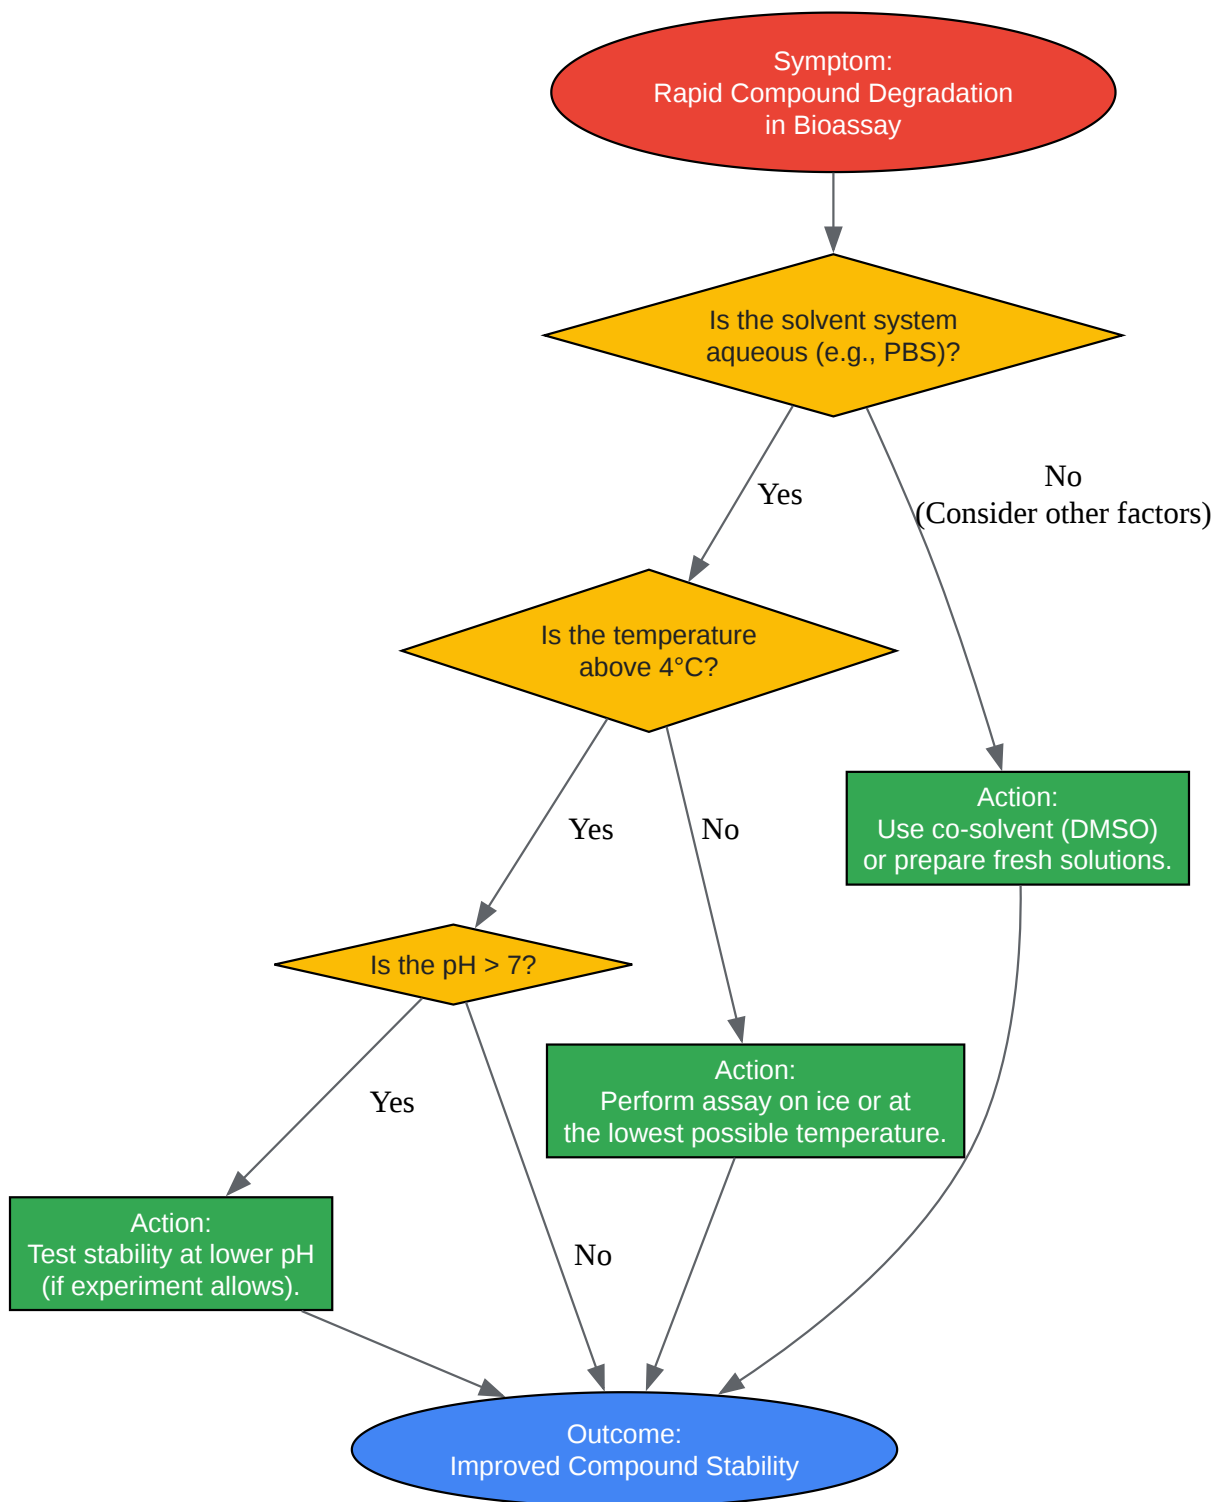 Symptom:
Rapid Compound Degradation
in Bioassay
Is the solvent system
aqueous (e.g., PBS)?
Yes
No
(Consider other factors)
Is the temperature
above 4°C?
Yes
No
Action:
Use co-solvent (DMSO)
or prepare fresh solutions.
Is the pH > 7?
Action:
Perform assay on ice or at
the lowest possible temperature.
Yes
No
Action:
Test stability at lower pH
(if experiment allows).
Outcome:
Improved Compound Stability